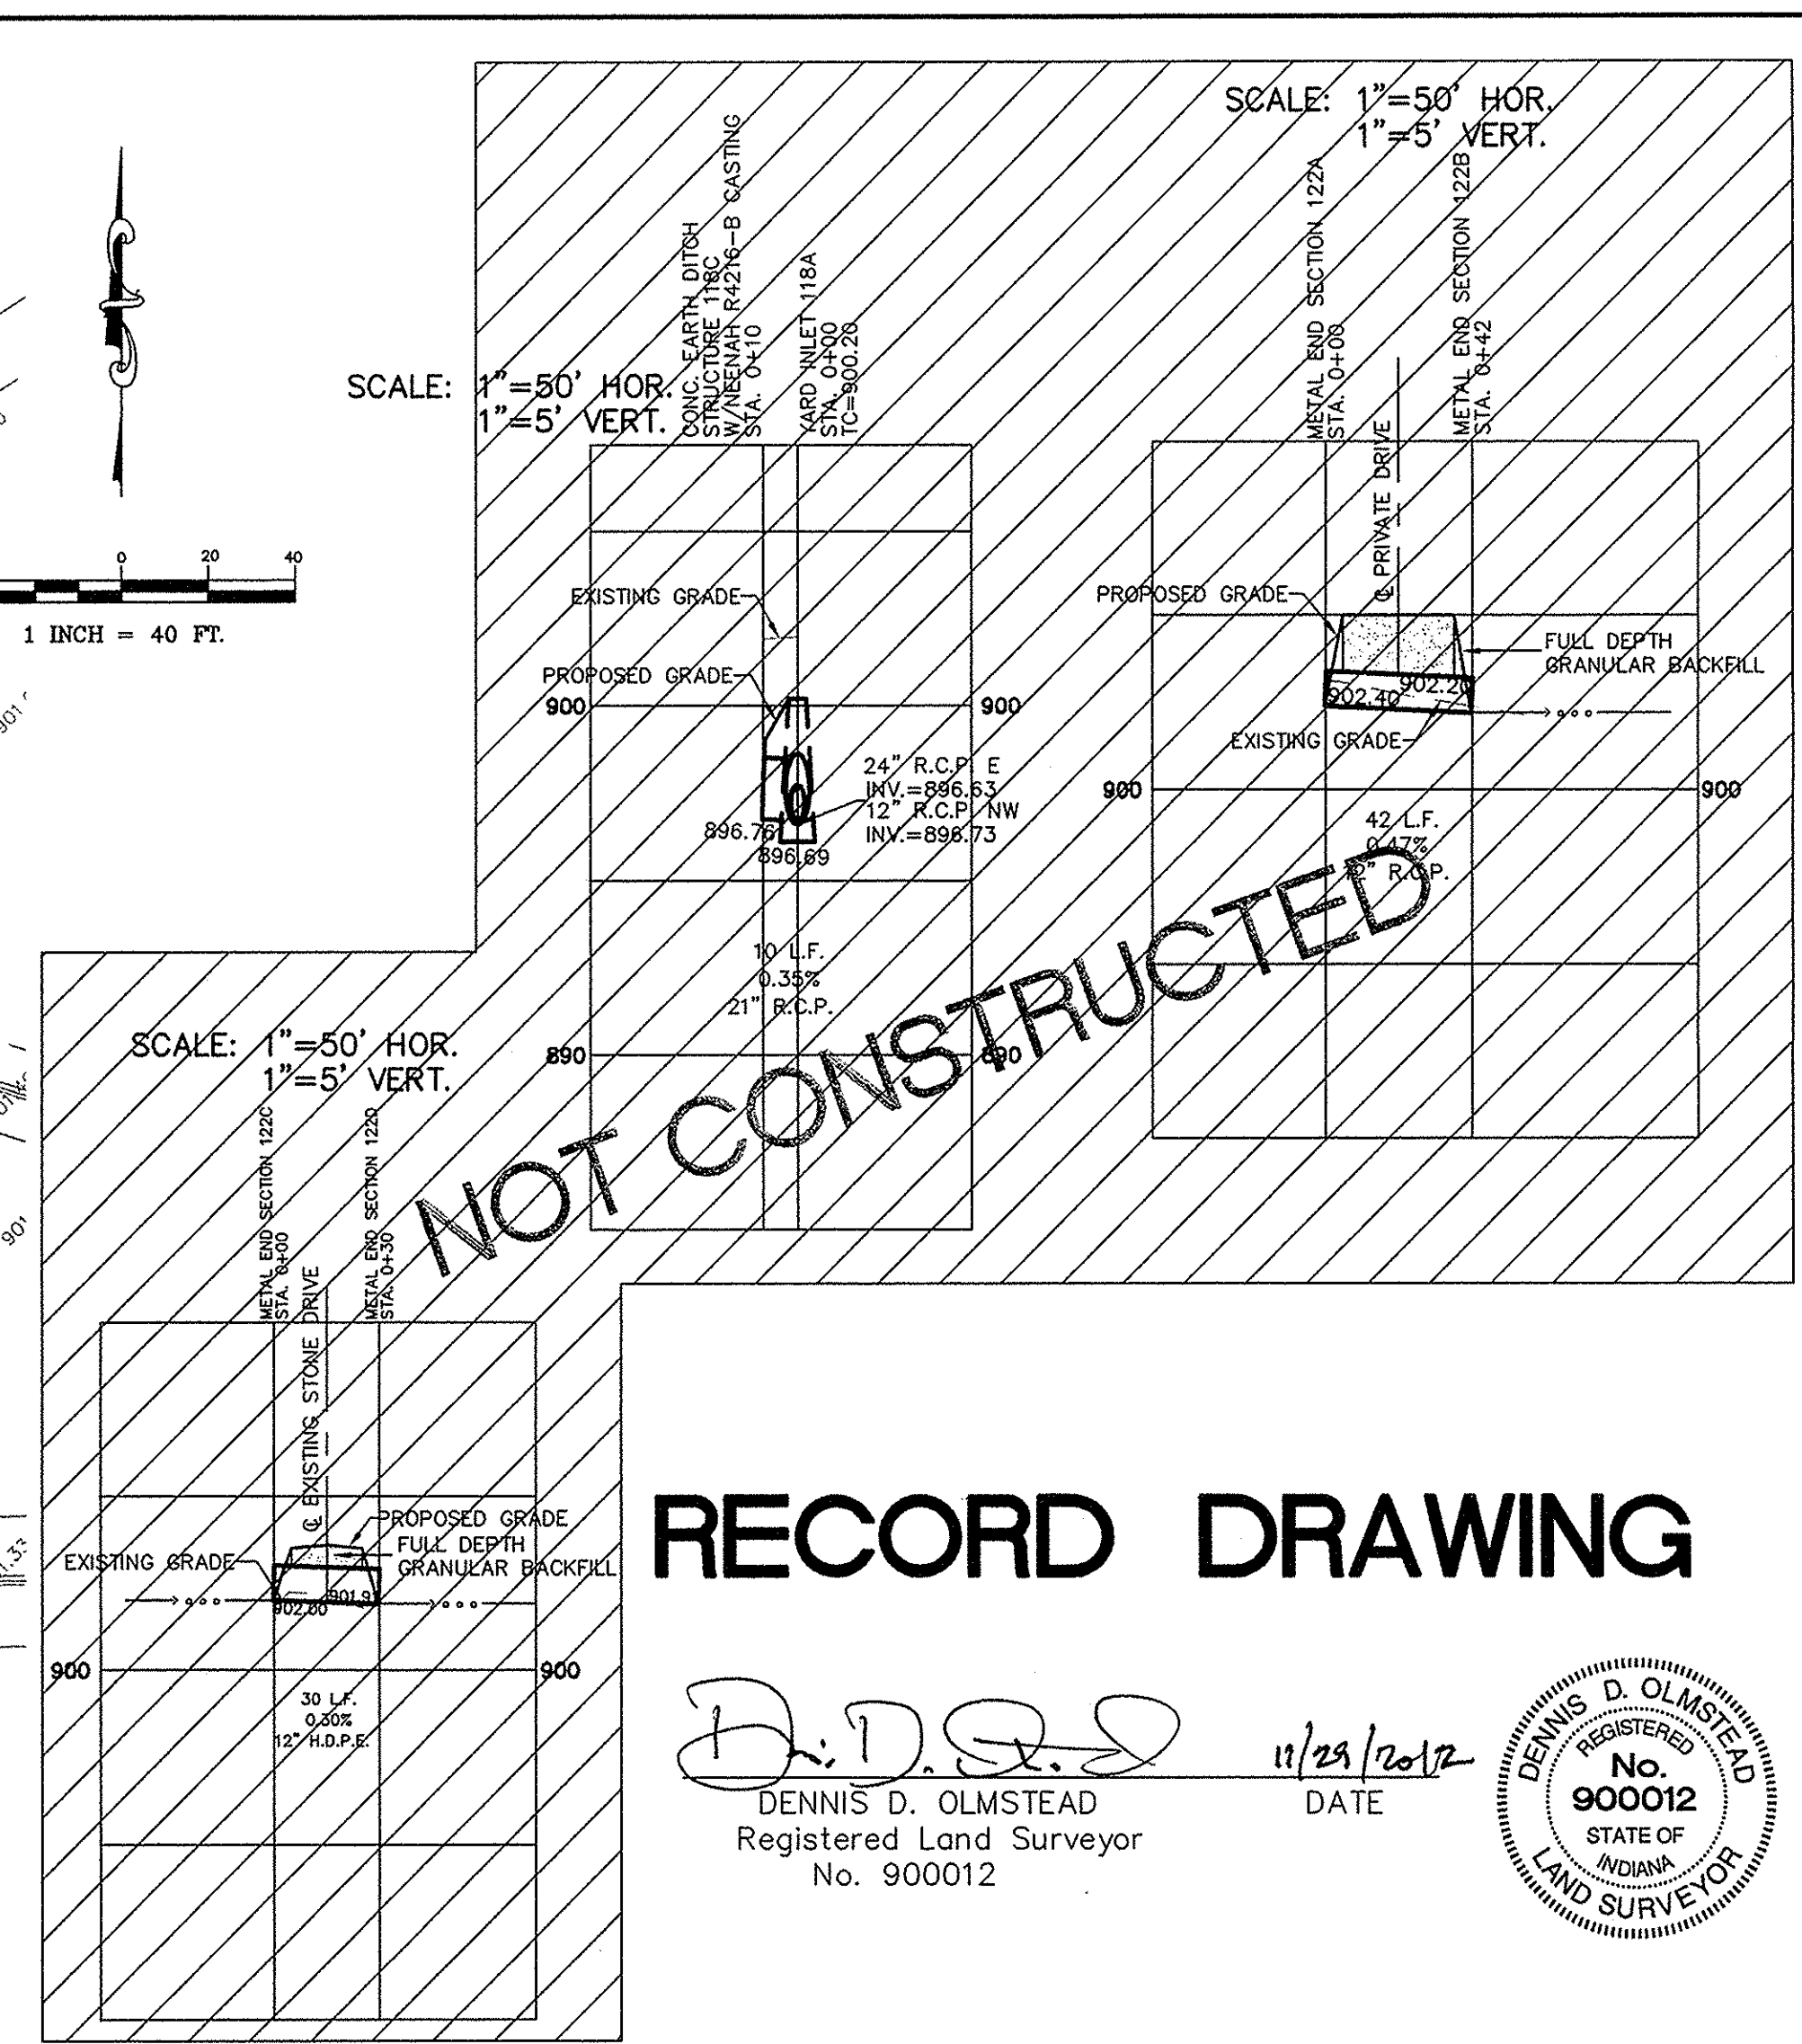 SCALE: 1"=50' HOR.
1"=5' VERT.
METAL END SECTION 122A
STA. 0+00
METAL END SECTION 122B
STA. 0+42
℄ PRIVATE DRIVE
PROPOSED GRADE
FULL DEPTH
GRANULAR BACKFILL
902.40
902.20
EXISTING GRADE
900
900
42 L.F.
0.47%
12" R.C.P.
SCALE: 1"=50' HOR.
1"=5' VERT.
CONC. EARTH DITCH
STRUCTURE 118C
W/NEENAH R4216-B CASTING
STA. 0+10
YARD INLET 118A
STA. 0+00
TC=900.20
EXISTING GRADE
PROPOSED GRADE
900
900
24" R.C.P. E
INV.=896.63
12" R.C.P. NW
INV.=896.73
896.76
896.69
10 L.F.
0.35%
21" R.C.P.
890
890
0
20
40
1 INCH = 40 FT.
901
901
NOT CONSTRUCTED
SCALE: 1"=50' HOR.
1"=5' VERT.
METAL END SECTION 122C
STA. 0+00
METAL END SECTION 122D
STA. 0+30
℄ EXISTING STONE DRIVE
PROPOSED GRADE
FULL DEPTH
GRANULAR BACKFILL
EXISTING GRADE
902.00
901.91
900
900
30 L.F.
0.30%
12" H.D.P.E.
RECORD DRAWING
11/29/2012
DENNIS D. OLMSTEAD
DATE
Registered Land Surveyor
No. 900012
DENNIS D. OLMSTEAD
REGISTERED
No.
900012
STATE OF
INDIANA
LAND SURVEYOR